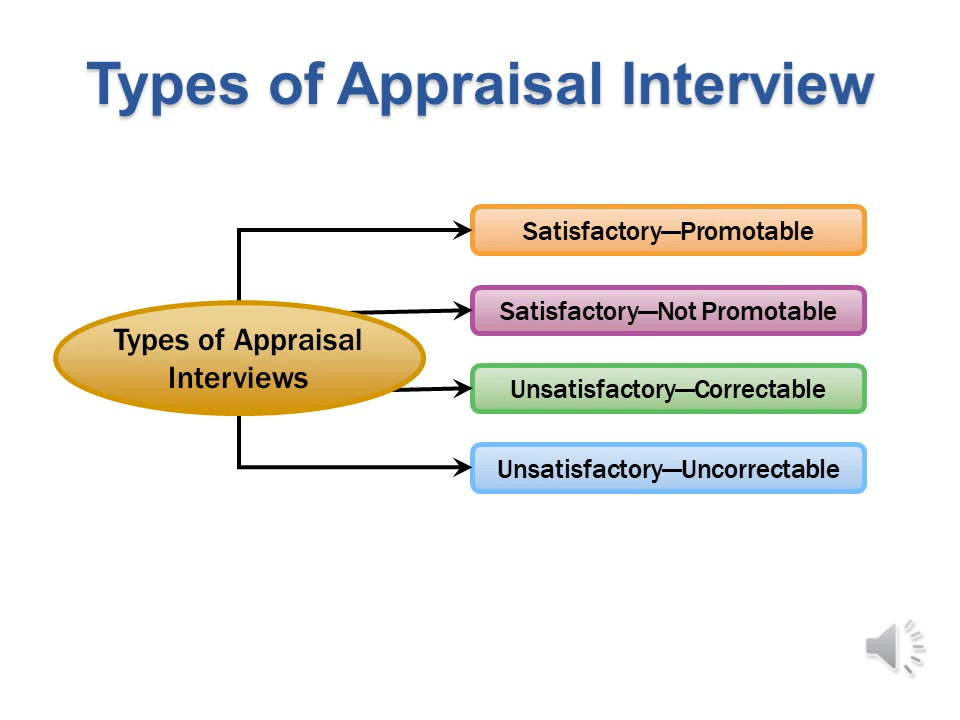 Types of Appraisal Interview
Satisfactory—Promotable
Satisfactory—Not Promotable
Types of Appraisal
Interviews
Unsatisfactory—Correctable
Unsatisfactory—Uncorrectable